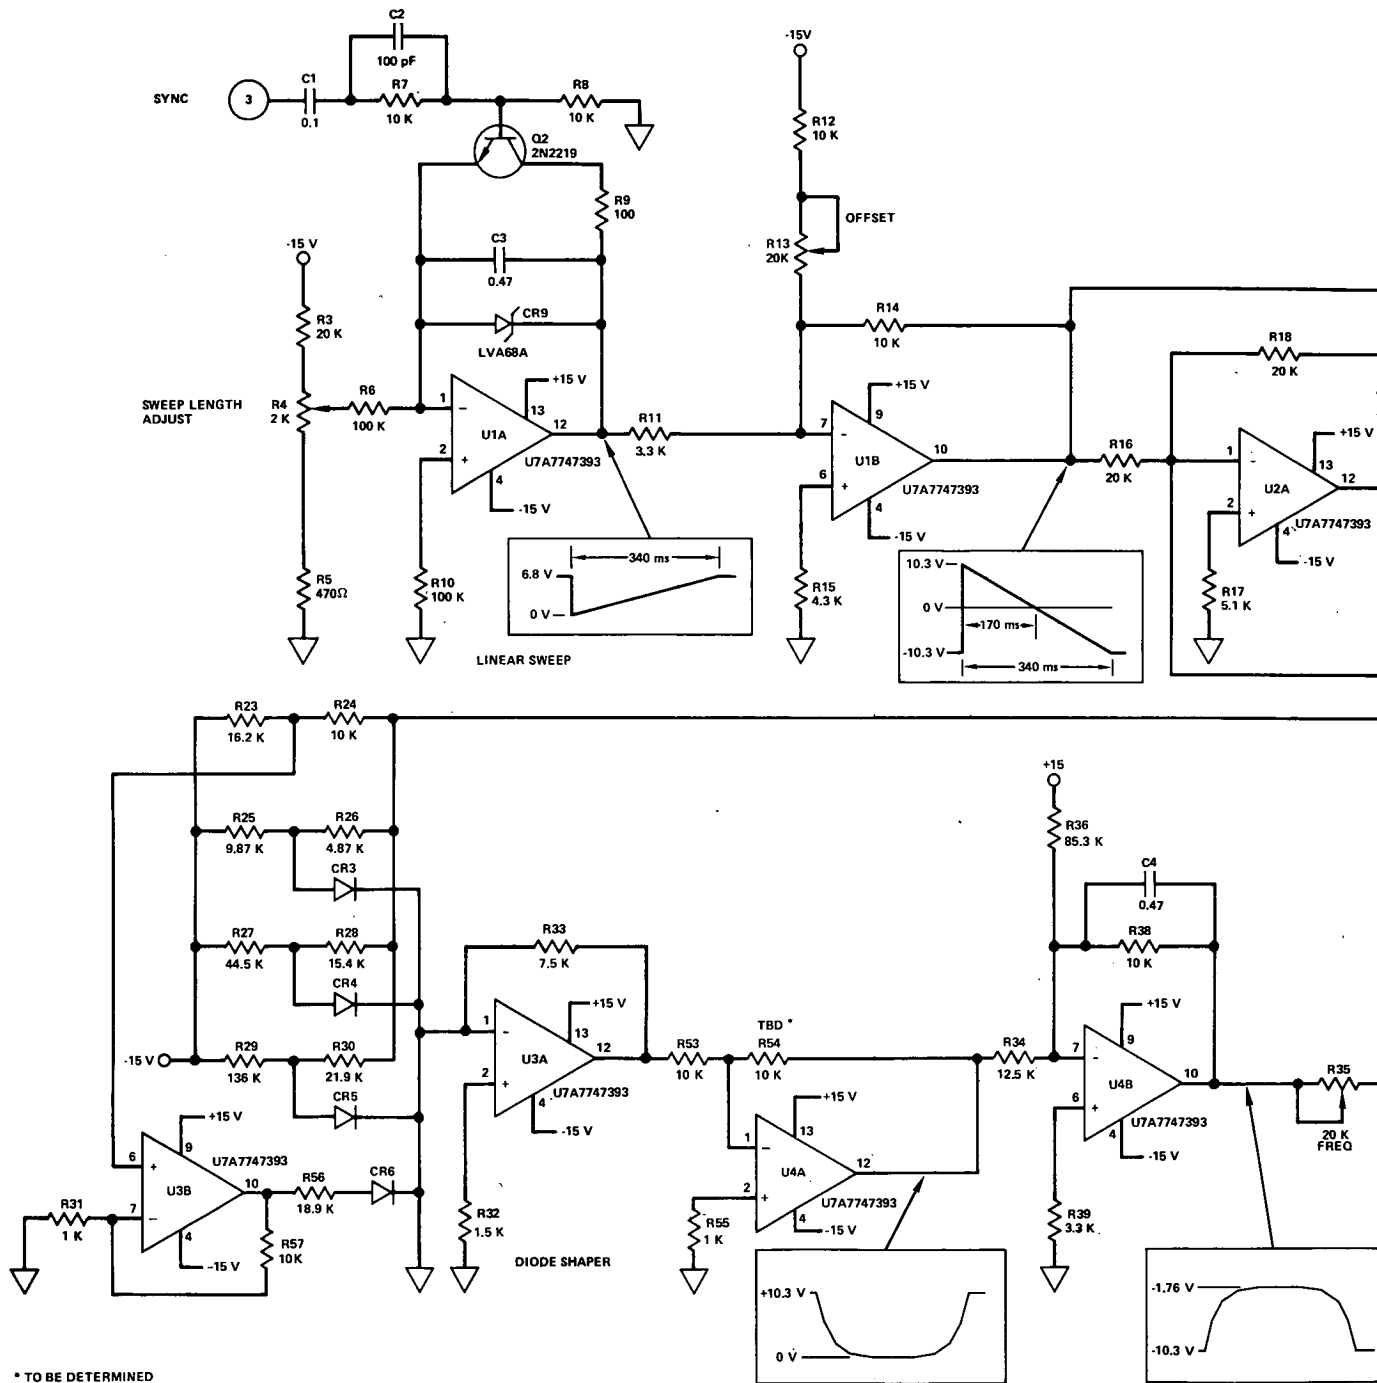 C2
100 pF
SYNC
3
C1
0.1
R7
10 K
R8
10 K
Q2
2N2219
R9
100
C3
0.47
CR9
LVA68A
-15 V
R3
20 K
SWEEP LENGTH
ADJUST
R4
2 K
R6
100 K
R5
470Ω
1
2
-
+
U1A
+15 V
13
12
U7A7747393
4
-15 V
R10
100 K
340 ms
6.8 V
0 V
LINEAR SWEEP
R11
3.3 K
-15V
R12
10 K
OFFSET
R13
20K
R14
10 K
7
6
-
+
U1B
+15 V
9
10
U7A7747393
4
-15 V
R15
4.3 K
10.3 V
0 V
170 ms
-10.3 V
340 ms
R16
20 K
R18
20 K
1
2
-
+
U2A
+15 V
13
12
U7A7747393
4
-15 V
R17
5.1 K
R23
16.2 K
R24
10 K
R25
9.87 K
R26
4.87 K
CR3
R27
44.5 K
R28
15.4 K
CR4
-15 V
R29
136 K
R30
21.9 K
CR5
+15 V
9
6
7
+
-
U3B
10
U7A7747393
4
-15 V
R31
1 K
R56
18.9 K
CR6
R57
10K
R33
7.5 K
1
2
-
+
U3A
+15 V
13
12
U7A7747393
4
-15 V
R32
1.5 K
DIODE SHAPER
R53
10 K
TBD *
R54
10 K
1
2
-
+
U4A
+15 V
13
12
U7A7747393
4
-15 V
R55
1 K
+10.3 V
0 V
R34
12.5 K
+15
R36
85.3 K
C4
0.47
R38
10 K
7
6
-
+
U4B
+15 V
9
10
U7A7747393
4
-15 V
R39
3.3 K
R35
20 K
FREQ
-1.76 V
-10.3 V
* TO BE DETERMINED